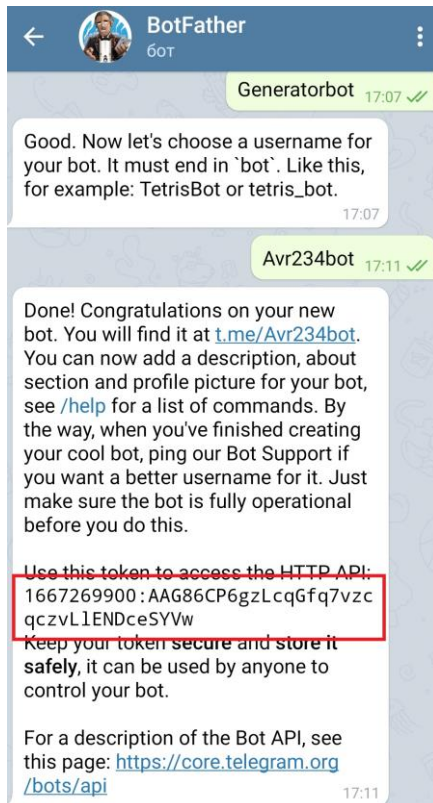 BotFather
бот
Generatorbot 17:07
Good. Now let's choose a username for
your bot. It must end in `bot`. Like this,
for example: TetrisBot or tetris_bot.
17:07
Avr234bot 17:11
Done! Congratulations on your new
bot. You will find it at t.me/Avr234bot.
You can now add a description, about
section and profile picture for your bot,
see /help for a list of commands. By
the way, when you've finished creating
your cool bot, ping our Bot Support if
you want a better username for it. Just
make sure the bot is fully operational
before you do this.
Use this token to access the HTTP API:
1667269900:AAG86CP6gzLcqGfq7vzc
qczvLlENDceSYVw
Keep your token secure and store it
safely, it can be used by anyone to
control your bot.
For a description of the Bot API, see
this page: https://core.telegram.org
/bots/api
17:11